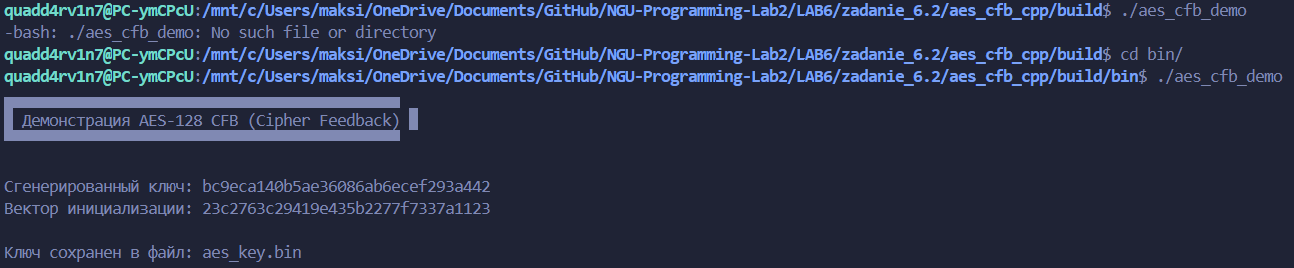 quadd4rv1n7@PC-ymCPcU:/mnt/c/Users/maksi/OneDrive/Documents/GitHub/NGU-Programming-Lab2/LAB6/zadanie_6.2/aes_cfb_cpp/build$ ./aes_cfb_demo
-bash: ./aes_cfb_demo: No such file or directory
quadd4rv1n7@PC-ymCPcU:/mnt/c/Users/maksi/OneDrive/Documents/GitHub/NGU-Programming-Lab2/LAB6/zadanie_6.2/aes_cfb_cpp/build$ cd bin/
quadd4rv1n7@PC-ymCPcU:/mnt/c/Users/maksi/OneDrive/Documents/GitHub/NGU-Programming-Lab2/LAB6/zadanie_6.2/aes_cfb_cpp/build/bin$ ./aes_cfb_demo
Демонстрация AES-128 CFB (Cipher Feedback)
Сгенерированный ключ: bc9eca140b5ae36086ab6ecef293a442
Вектор инициализации: 23c2763c29419e435b2277f7337a1123
Ключ сохранен в файл: aes_key.bin